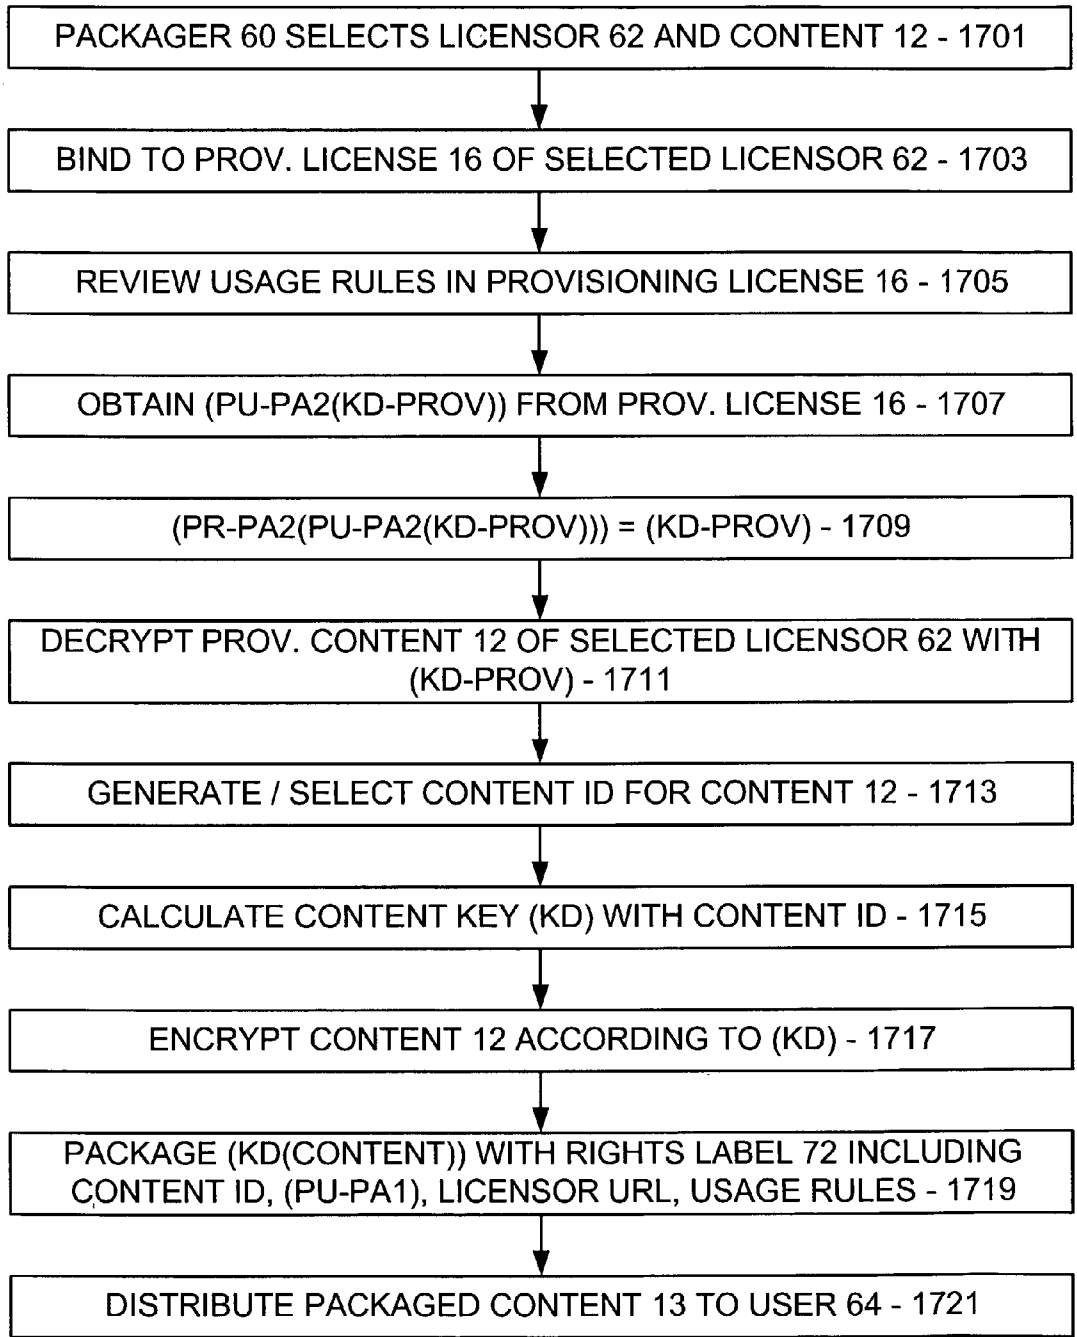 PACKAGER 60 SELECTS LICENSOR 62 AND CONTENT 12 - 1701
BIND TO PROV. LICENSE 16 OF SELECTED LICENSOR 62 - 1703
REVIEW USAGE RULES IN PROVISIONING LICENSE 16 - 1705
OBTAIN (PU-PA2(KD-PROV)) FROM PROV. LICENSE 16 - 1707
(PR-PA2(PU-PA2(KD-PROV))) = (KD-PROV) - 1709
DECRYPT PROV. CONTENT 12 OF SELECTED LICENSOR 62 WITH
(KD-PROV) - 1711
GENERATE / SELECT CONTENT ID FOR CONTENT 12 - 1713
CALCULATE CONTENT KEY (KD) WITH CONTENT ID - 1715
ENCRYPT CONTENT 12 ACCORDING TO (KD) - 1717
PACKAGE (KD(CONTENT)) WITH RIGHTS LABEL 72 INCLUDING
CONTENT ID, (PU-PA1), LICENSOR URL, USAGE RULES - 1719
DISTRIBUTE PACKAGED CONTENT 13 TO USER 64 - 1721